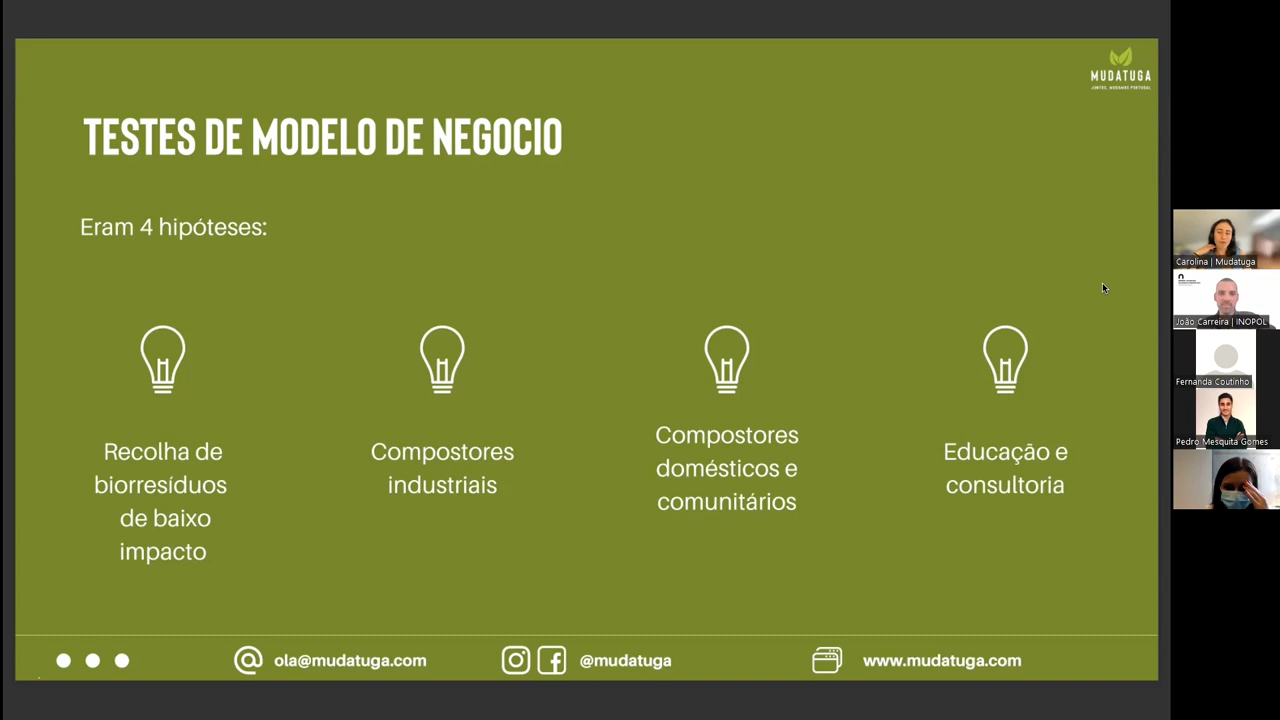 MUDATUGA
JUNTOS, MUDAMOS PORTUGAL
TESTES DE MODELO DE NEGOCIO
Eram 4 hipóteses:
Recolha de
biorresíduos
de baixo
impacto
Compostores
industriais
Compostores
domésticos e
comunitários
Educação e
consultoria
ola@mudatuga.com
@mudatuga
www.mudatuga.com
Carolina | Mudatuga
João Carreira | INOPOL
Fernanda Coutinho
Pedro Mesquita Gomes